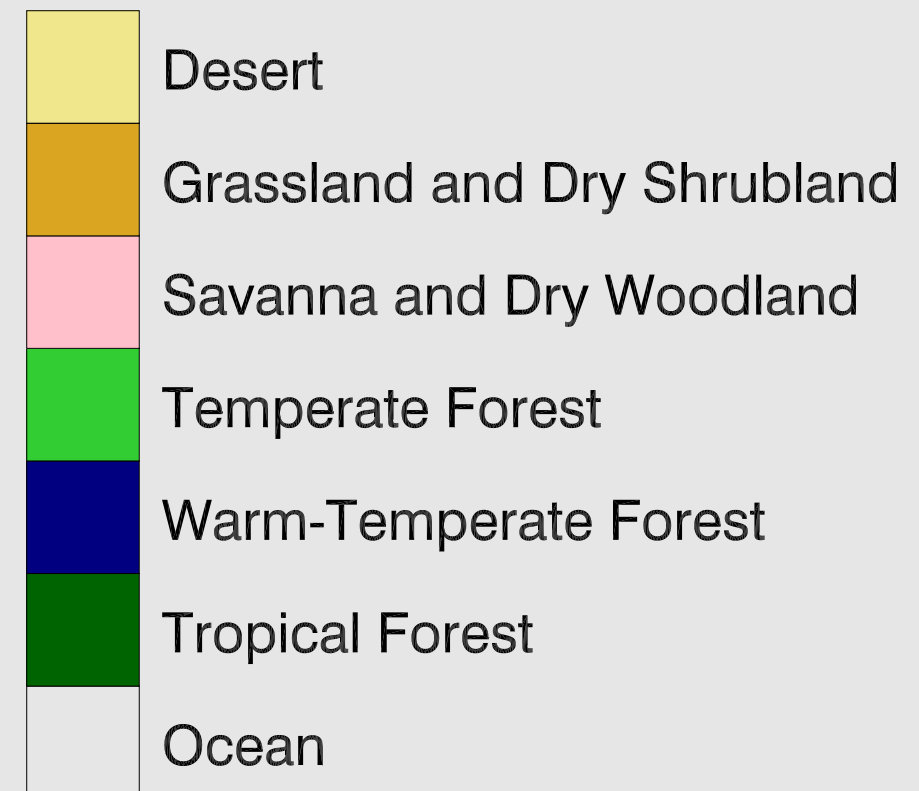 Desert
Grassland and Dry Shrubland
Savanna and Dry Woodland
Temperate Forest
Warm-Temperate Forest
Tropical Forest
Ocean